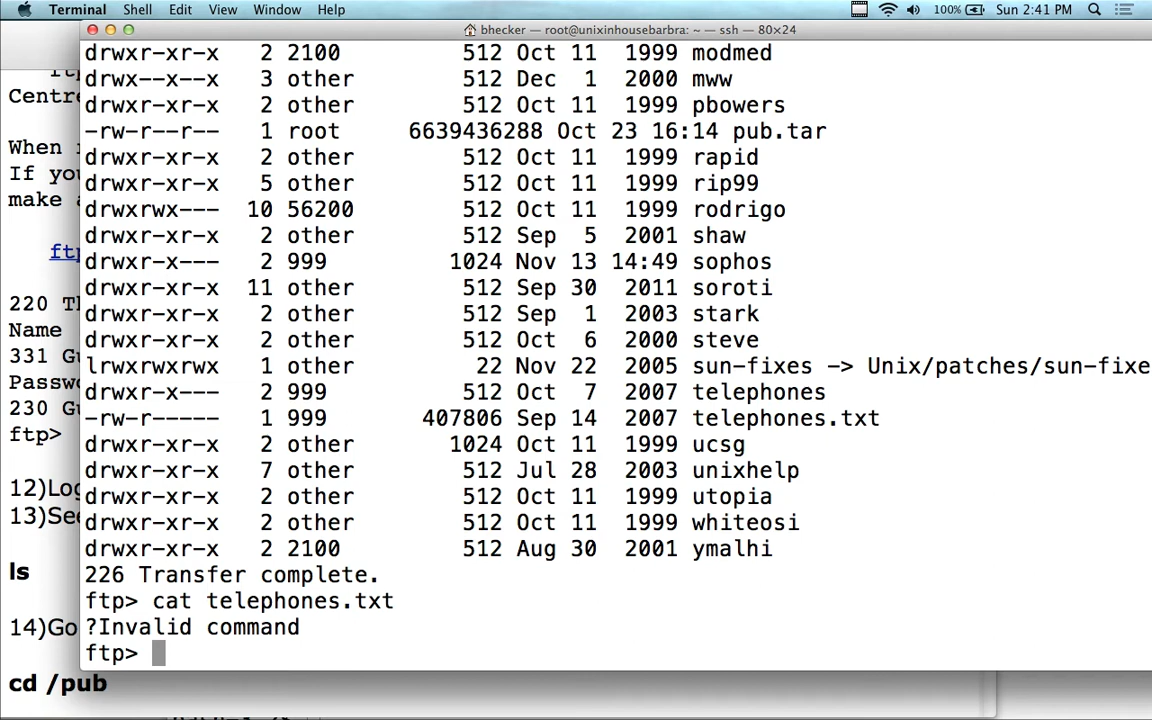 Terminal Shell Edit View Window Help 100% Sun 2:41 PM
bhecker — root@unixinhousebarbra: ~ — ssh — 80×24
drwxr-xr-x 2 2100 512 Oct 11 1999 modmed
drwx--x--x 3 other 512 Dec 1 2000 mww
drwxr-xr-x 2 other 512 Oct 11 1999 pbowers
-rw-r--r-- 1 root 6639436288 Oct 23 16:14 pub.tar
drwxr-xr-x 2 other 512 Oct 11 1999 rapid
drwxr-xr-x 5 other 512 Oct 11 1999 rip99
drwxrwx--- 10 56200 512 Oct 11 1999 rodrigo
drwxr-xr-x 2 other 512 Sep 5 2001 shaw
drwxr-x--- 2 999 1024 Nov 13 14:49 sophos
drwxr-xr-x 11 other 512 Sep 30 2011 soroti
drwxr-xr-x 2 other 512 Sep 1 2003 stark
drwxr-xr-x 2 other 512 Oct 6 2000 steve
lrwxrwxrwx 1 other 22 Nov 22 2005 sun-fixes -> Unix/patches/sun-fixe
drwxr-xr-x 2 999 512 Oct 7 2007 telephones
-rw-r----- 1 999 407806 Sep 14 2007 telephones.txt
drwxr-xr-x 2 other 1024 Oct 11 1999 ucsg
drwxr-xr-x 7 other 512 Jul 28 2003 unixhelp
drwxr-xr-x 2 other 512 Oct 11 1999 utopia
drwxr-xr-x 2 other 512 Oct 11 1999 whiteosi
drwxr-xr-x 2 2100 512 Aug 30 2001 ymalhi
226 Transfer complete.
ftp> cat telephones.txt
?Invalid command
ftp>
Centre
When
If you
make a
ftp
220 Th
Name
331 Gu
Passwo
230 Gu
ftp>
12)Log
13)See
ls
14)Go
cd /pub